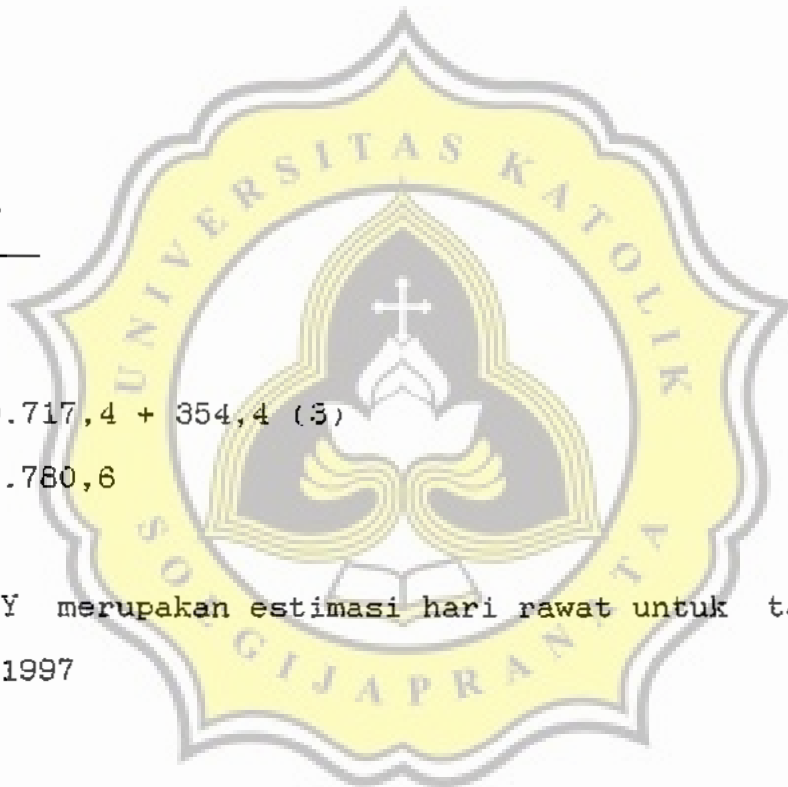 UNIVERSITAS KATOLIK
SOEGIJAPRANATA
.717,4 + 354,4 (3)
.780,6
Y merupakan estimasi hari rawat untuk
1997